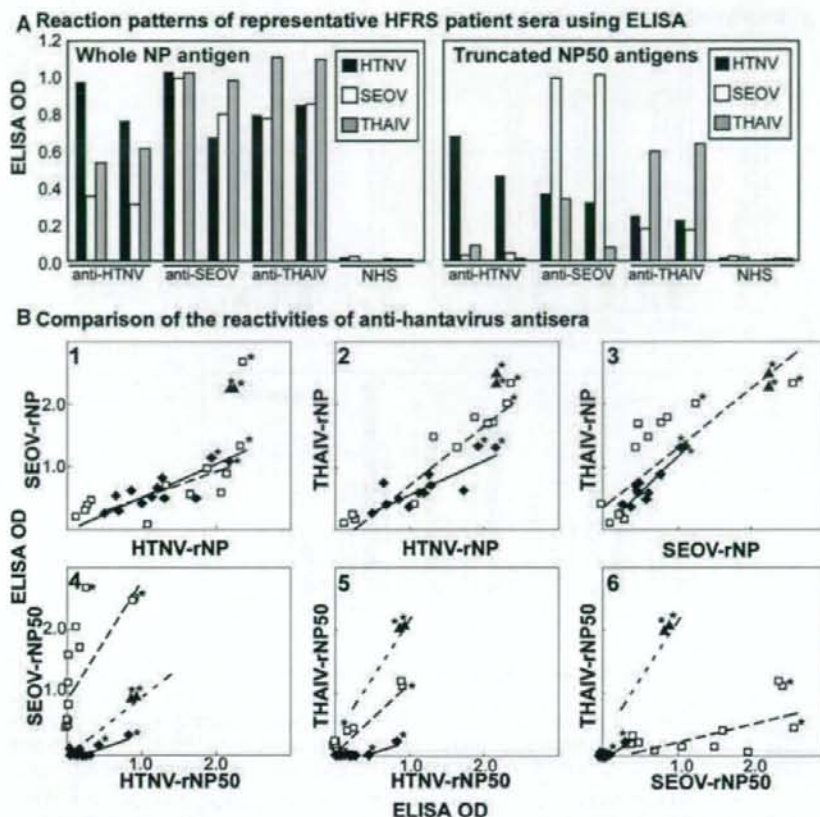 A Reaction patterns of representative HFRS patient sera using ELISA
Whole NP antigen
HTNV
SEOV
THAIV
Truncated NP50 antigens
HTNV
SEOV
THAIV
ELISA OD
1.2
1.0
0.8
0.6
0.4
0.2
0.0
anti-HTNV anti-SEOV anti-THAIV NHS
anti-HTNV anti-SEOV anti-THAIV NHS
B Comparison of the reactivities of anti-hantavirus antisera
1
SEOV-rNP
2.0
1.0
HTNV-rNP
2
THAIV-rNP
HTNV-rNP
3
THAIV-rNP
SEOV-rNP
ELISA OD
4
SEOV-rNP50
2.0
1.0
1.0 2.0
HTNV-rNP50
5
THAIV-rNP50
1.0 2.0
HTNV-rNP50
6
THAIV-rNP50
1.0 2.0
SEOV-rNP50
ELISA OD